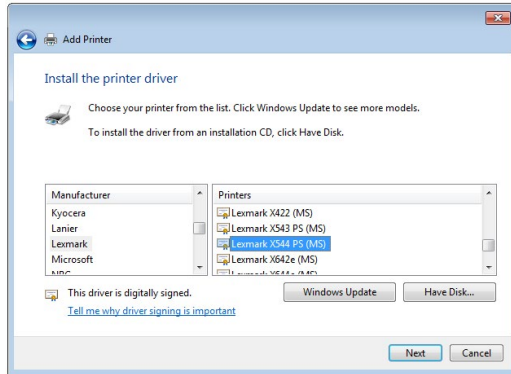 Add Printer
Install the printer driver
Choose your printer from the list. Click Windows Update to see more models.
To install the driver from an installation CD, click Have Disk.
Manufacturer
Kyocera
Lanier
Lexmark
Microsoft
Printers
Lexmark X422 (MS)
Lexmark X543 PS (MS)
Lexmark X544 PS (MS)
Lexmark X642e (MS)
This driver is digitally signed.
Tell me why driver signing is important
Windows Update
Have Disk...
Next
Cancel